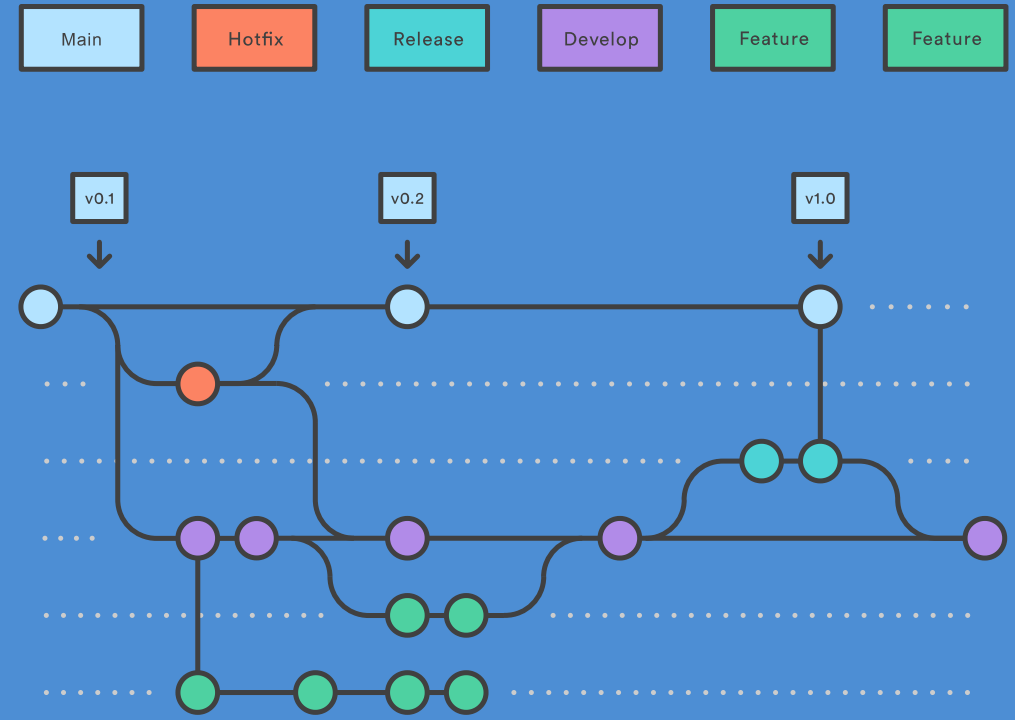 Main
Hotfix
Release
Develop
Feature
Feature
v0.1
v0.2
v1.0